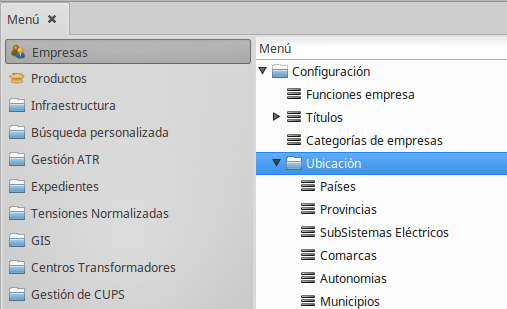 Menú
Empresas
Productos
Infraestructura
Búsqueda personalizada
Gestión ATR
Expedientes
Tensiones Normalizadas
GIS
Centros Transformadores
Gestión de CUPS
Menú
Configuración
Funciones empresa
Títulos
Categorías de empresas
Ubicación
Países
Provincias
SubSistemas Eléctricos
Comarcas
Autonomias
Municipios